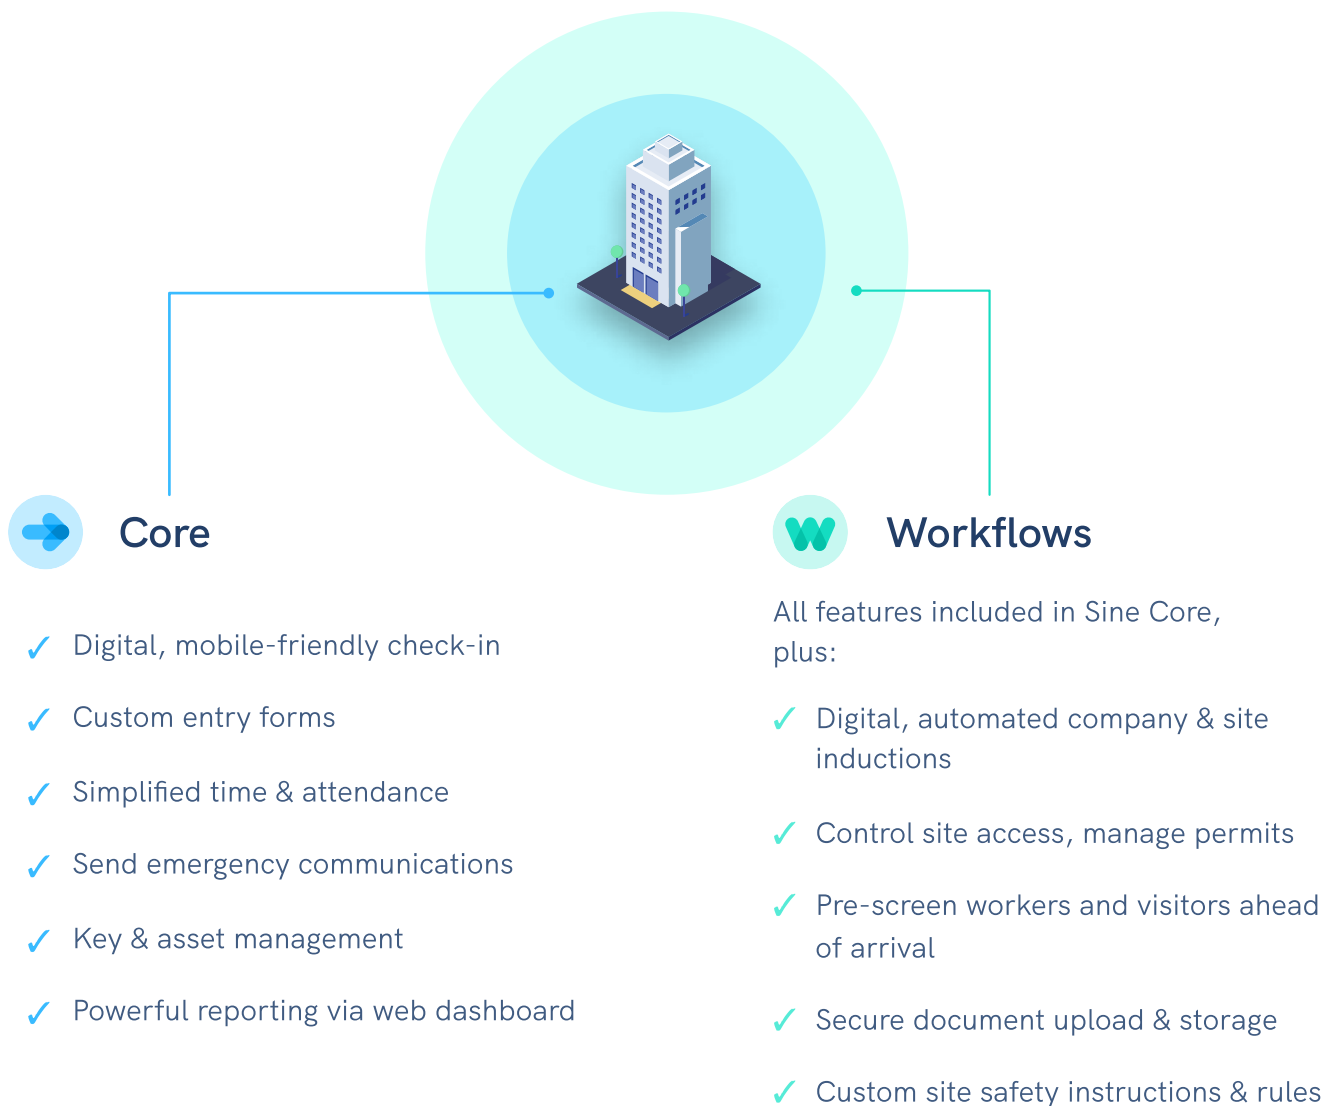 Core
Digital, mobile-friendly check-in
Custom entry forms
Simplified time & attendance
Send emergency communications
Key & asset management
Powerful reporting via web dashboard
Workflows
All features included in Sine Core,
plus:
Digital, automated company & site
inductions
Control site access, manage permits
Pre-screen workers and visitors ahead
of arrival
Secure document upload & storage
Custom site safety instructions & rules